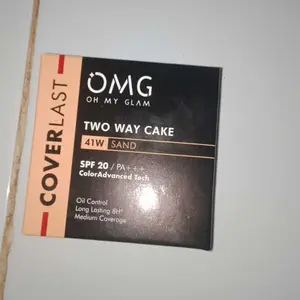 COVERLAST
OMG
OH MY GLAM
TWO WAY CAKE
41W SAND
SPF 20 / PA+++
ColorAdvanced Tech
Oil Control
Long Lasting 8H*
Medium Coverage